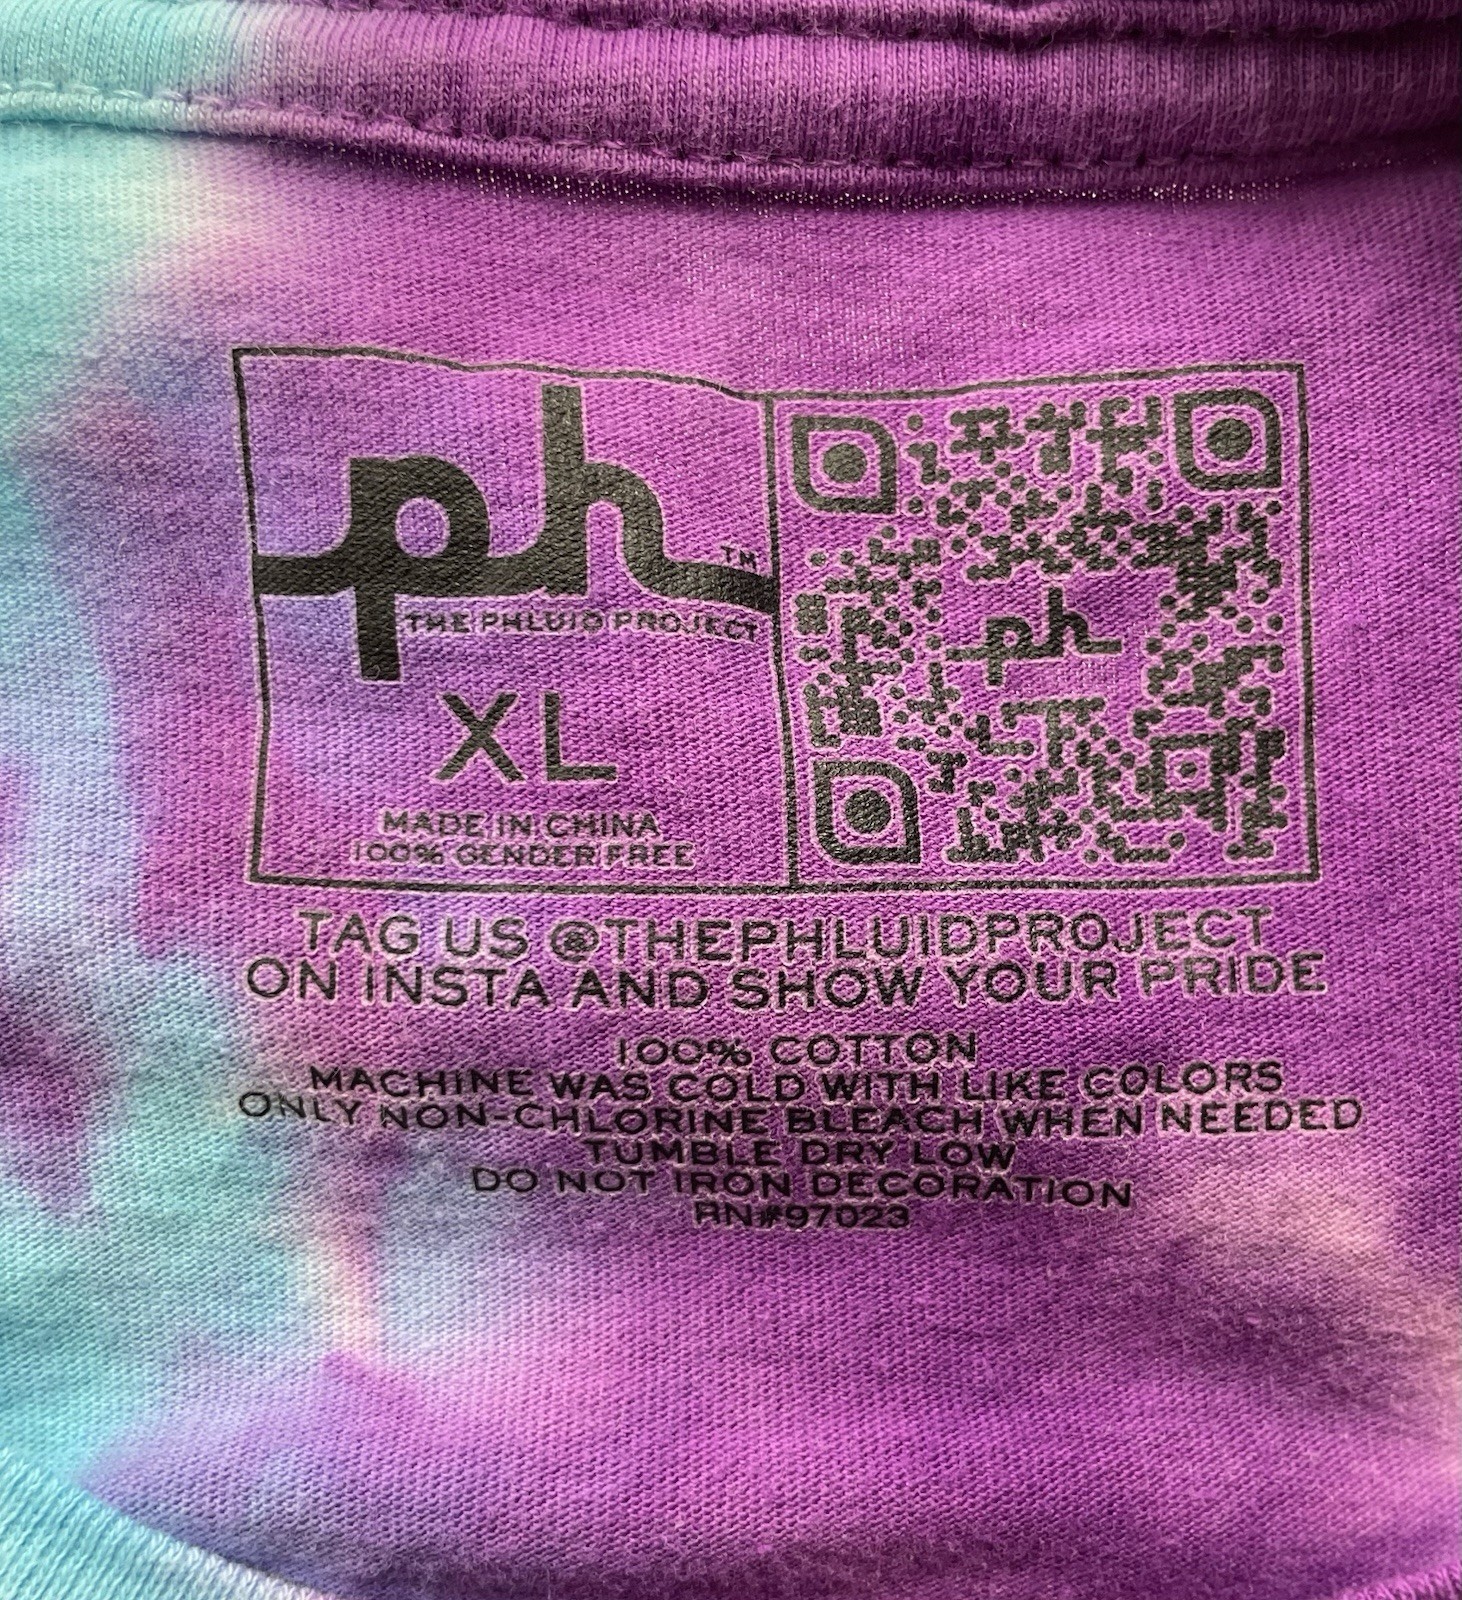 ph™
THE PHLUID PROJECT
XL
MADE IN CHINA
100% GENDER FREE
ph
TAG US @THEPHLUIDPROJECT
ON INSTA AND SHOW YOUR PRIDE
100% COTTON
MACHINE WAS COLD WITH LIKE COLORS
ONLY NON-CHLORINE BLEACH WHEN NEEDED
TUMBLE DRY LOW
DO NOT IRON DECORATION
RN#97023